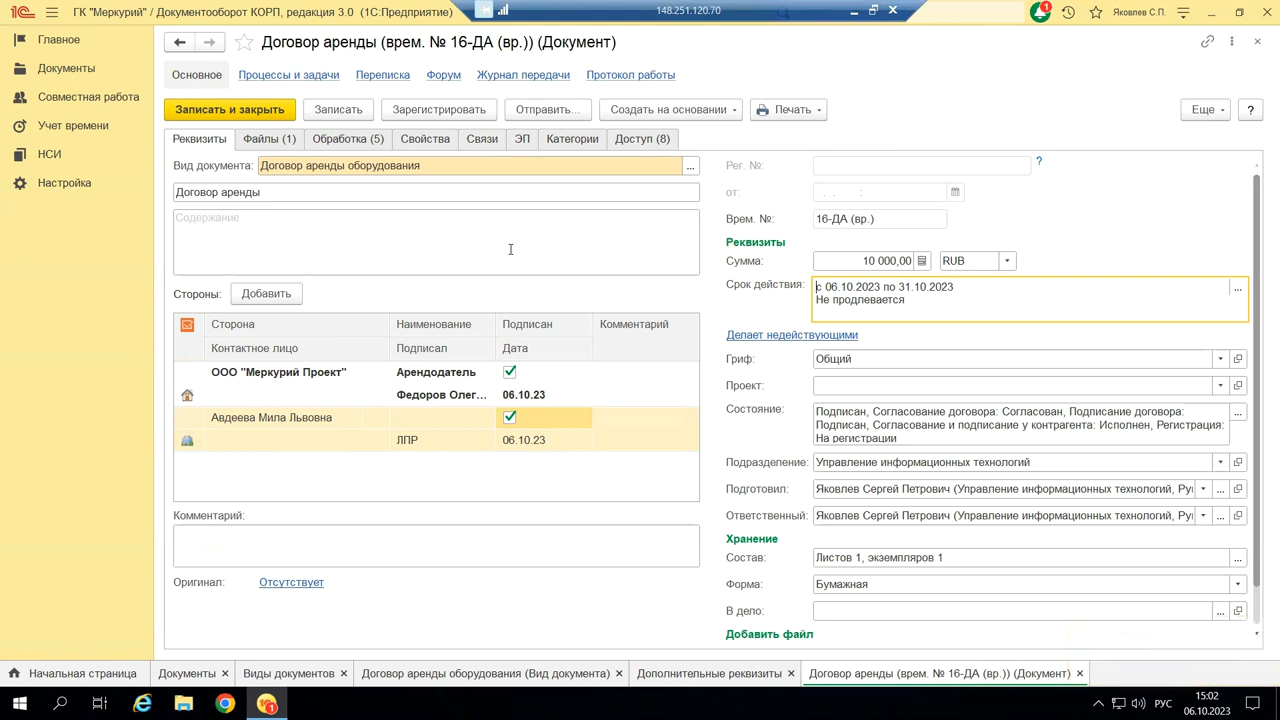 ГК "Меркурий" / Документооборот КОРП, редакция 3.0 (1С:Предприятие)
148.251.120.70
1
Яковлев С.П.
Главное
Документы
Совместная работа
Учет времени
НСИ
Настройка
Договор аренды (врем. № 16-ДА (вр.)) (Документ)
Основное Процессы и задачи Переписка Форум Журнал передачи Протокол работы
Записать и закрыть Записать Зарегистрировать Отправить... Создать на основании Печать Еще ?
Реквизиты Файлы (1) Обработка (5) Свойства Связи ЭП Категории Доступ (8)
Вид документа: Договор аренды оборудования ...
Договор аренды
Содержание
Стороны: Добавить
Сторона Наименование Подписан Комментарий
Контактное лицо Подписал Дата
ООО "Меркурий Проект" Арендодатель
Федоров Олег... 06.10.23
Авдеева Мила Львовна
ЛПР 06.10.23
Комментарий:
Оригинал: Отсутствует
Рег. №: ?
от: . . :
Врем. №: 16-ДА (вр.)
Реквизиты
Сумма: 10 000,00 RUB
Срок действия: с 06.10.2023 по 31.10.2023 ...
Не продлевается
Делает недействующими
Гриф: Общий
Проект:
Состояние: Подписан, Согласование договора: Согласован, Подписание договора: ...
Подписан, Согласование и подписание у контрагента: Исполнен, Регистрация:
На регистрации
Подразделение: Управление информационных технологий
Подготовил: Яковлев Сергей Петрович (Управление информационных технологий, Ру ...
Ответственный: Яковлев Сергей Петрович (Управление информационных технологий, Ру ...
Хранение
Состав: Листов 1, экземпляров 1 ...
Форма: Бумажная
В дело: ...
Добавить файл
Начальная страница Документы Виды документов Договор аренды оборудования (Вид документа) Дополнительные реквизиты Договор аренды (врем. № 16-ДА (вр.)) (Документ)
1
РУС
15:02
06.10.2023